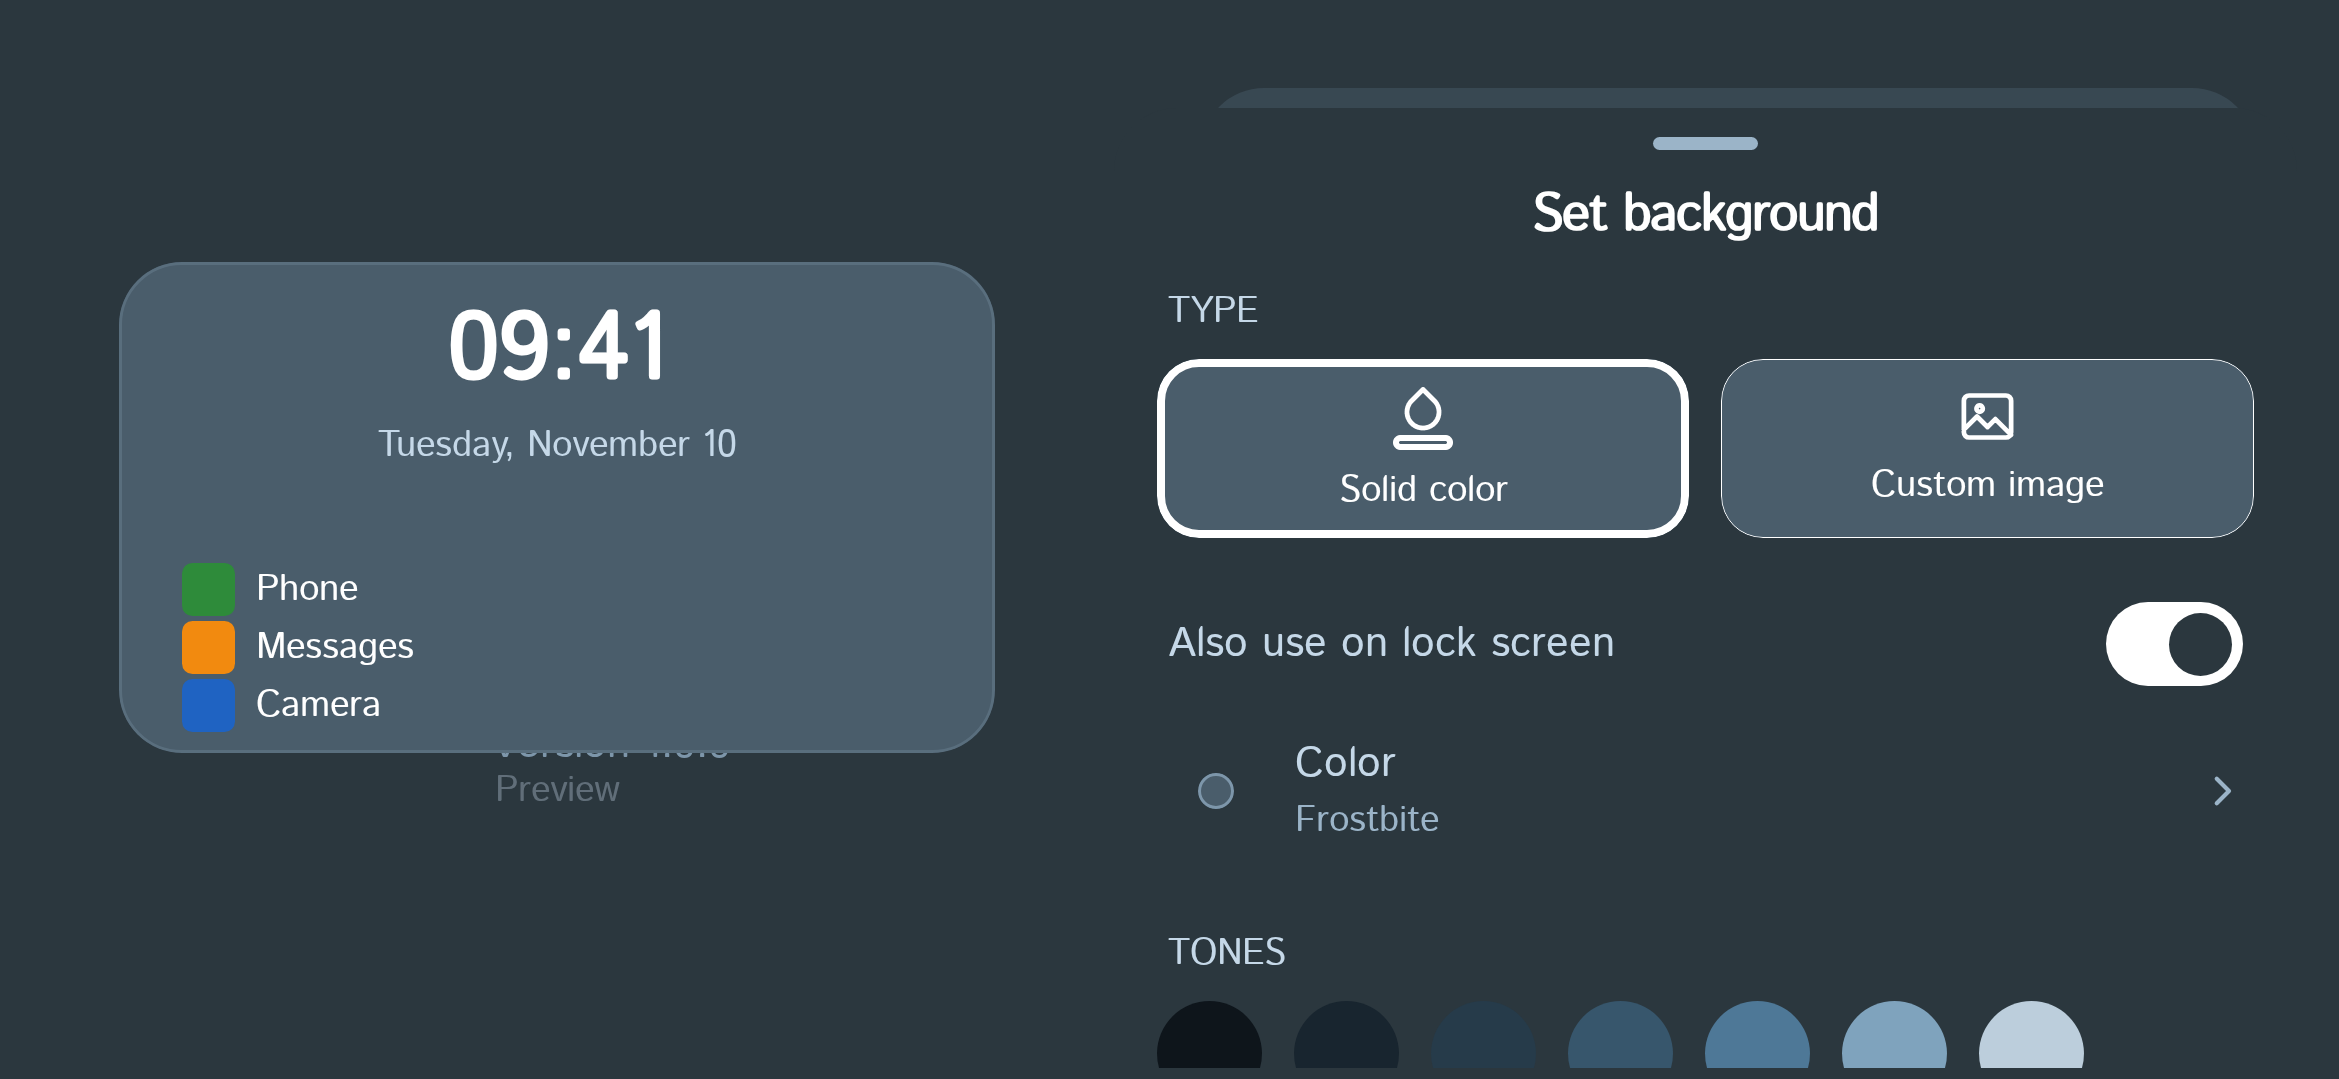 09:41
Tuesday, November 10
Phone
Messages
Camera
Preview
Set background
TYPE
Solid color
Custom image
Also use on lock screen
Color
Frostbite
TONES